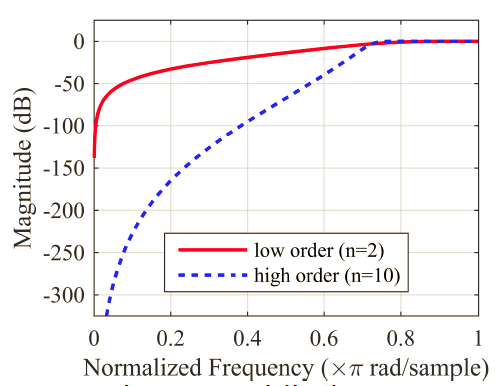 Magnitude (dB)
0
-50
-100
-150
-200
-250
-300
low order (n=2)
high order (n=10)
0 0.2 0.4 0.6 0.8 1
Normalized Frequency (×π rad/sample)